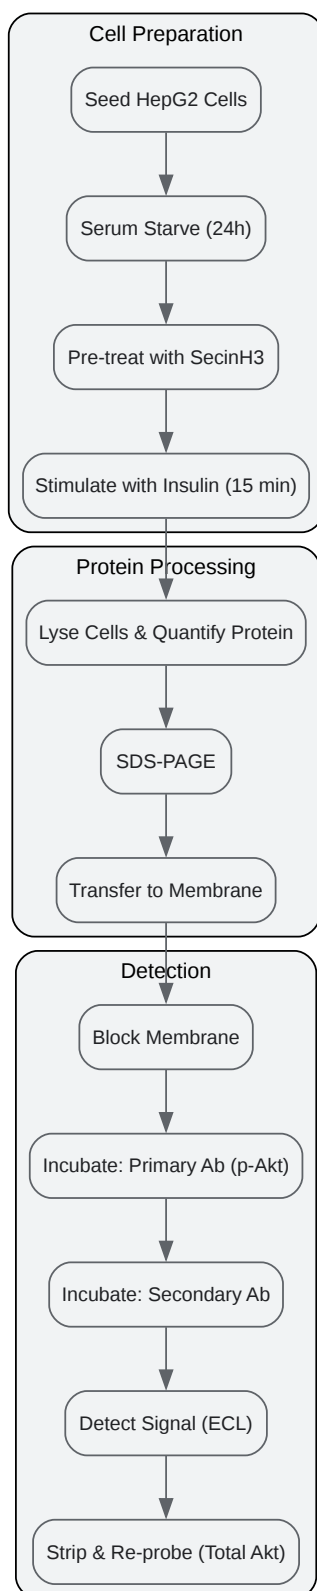 Cell Preparation
Seed HepG2 Cells
Serum Starve (24h)
Pre-treat with SecinH3
Stimulate with Insulin (15 min)
Protein Processing
Lyse Cells & Quantify Protein
SDS-PAGE
Transfer to Membrane
Detection
Block Membrane
Incubate: Primary Ab (p-Akt)
Incubate: Secondary Ab
Detect Signal (ECL)
Strip & Re-probe (Total Akt)